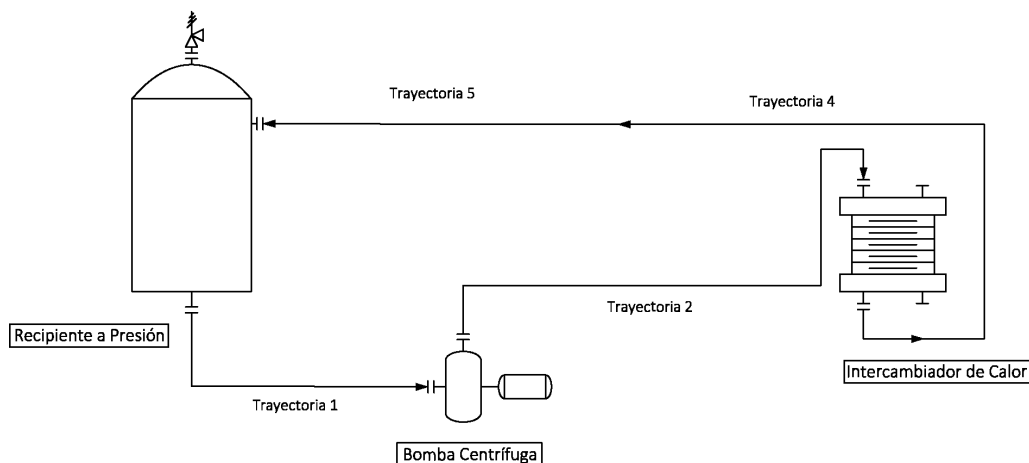 Trayectoria 5
Trayectoria 4
Trayectoria 2
Recipiente a Presión
Intercambiador de Calor
Trayectoria 1
Bomba Centrífuga